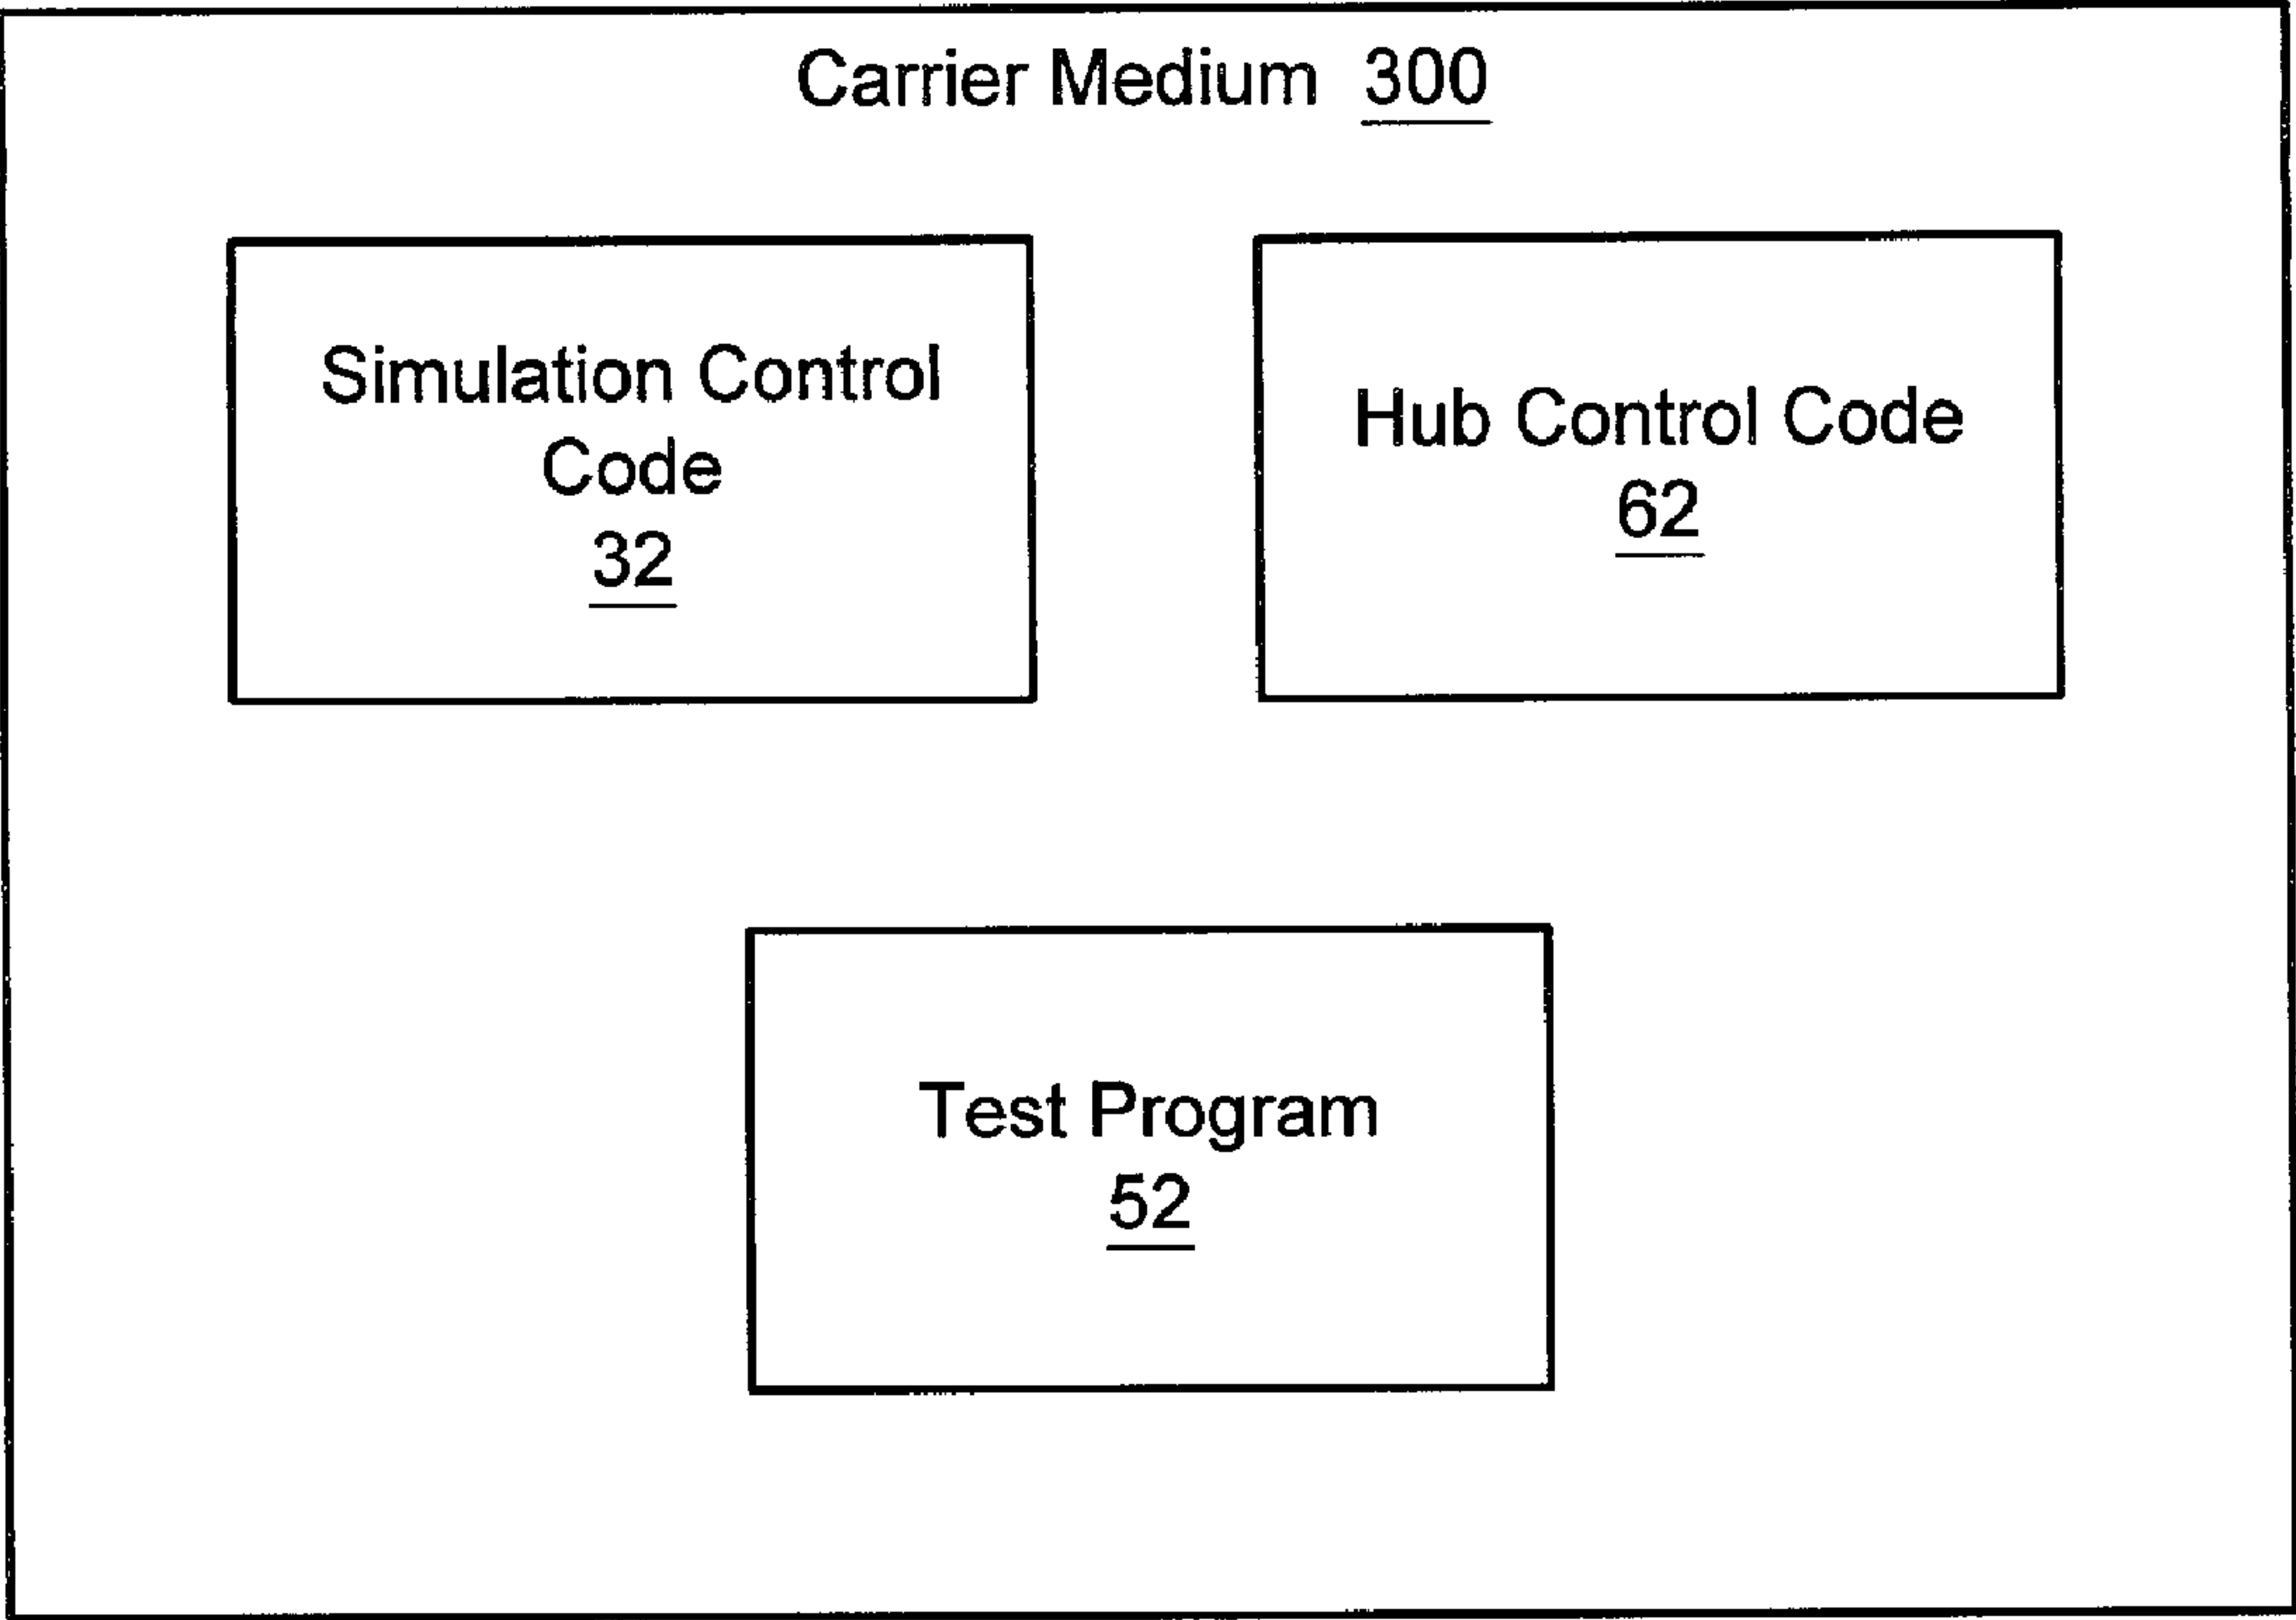 Carrier Medium 300
Simulation Control
Code
32
Hub Control Code
62
Test Program
52